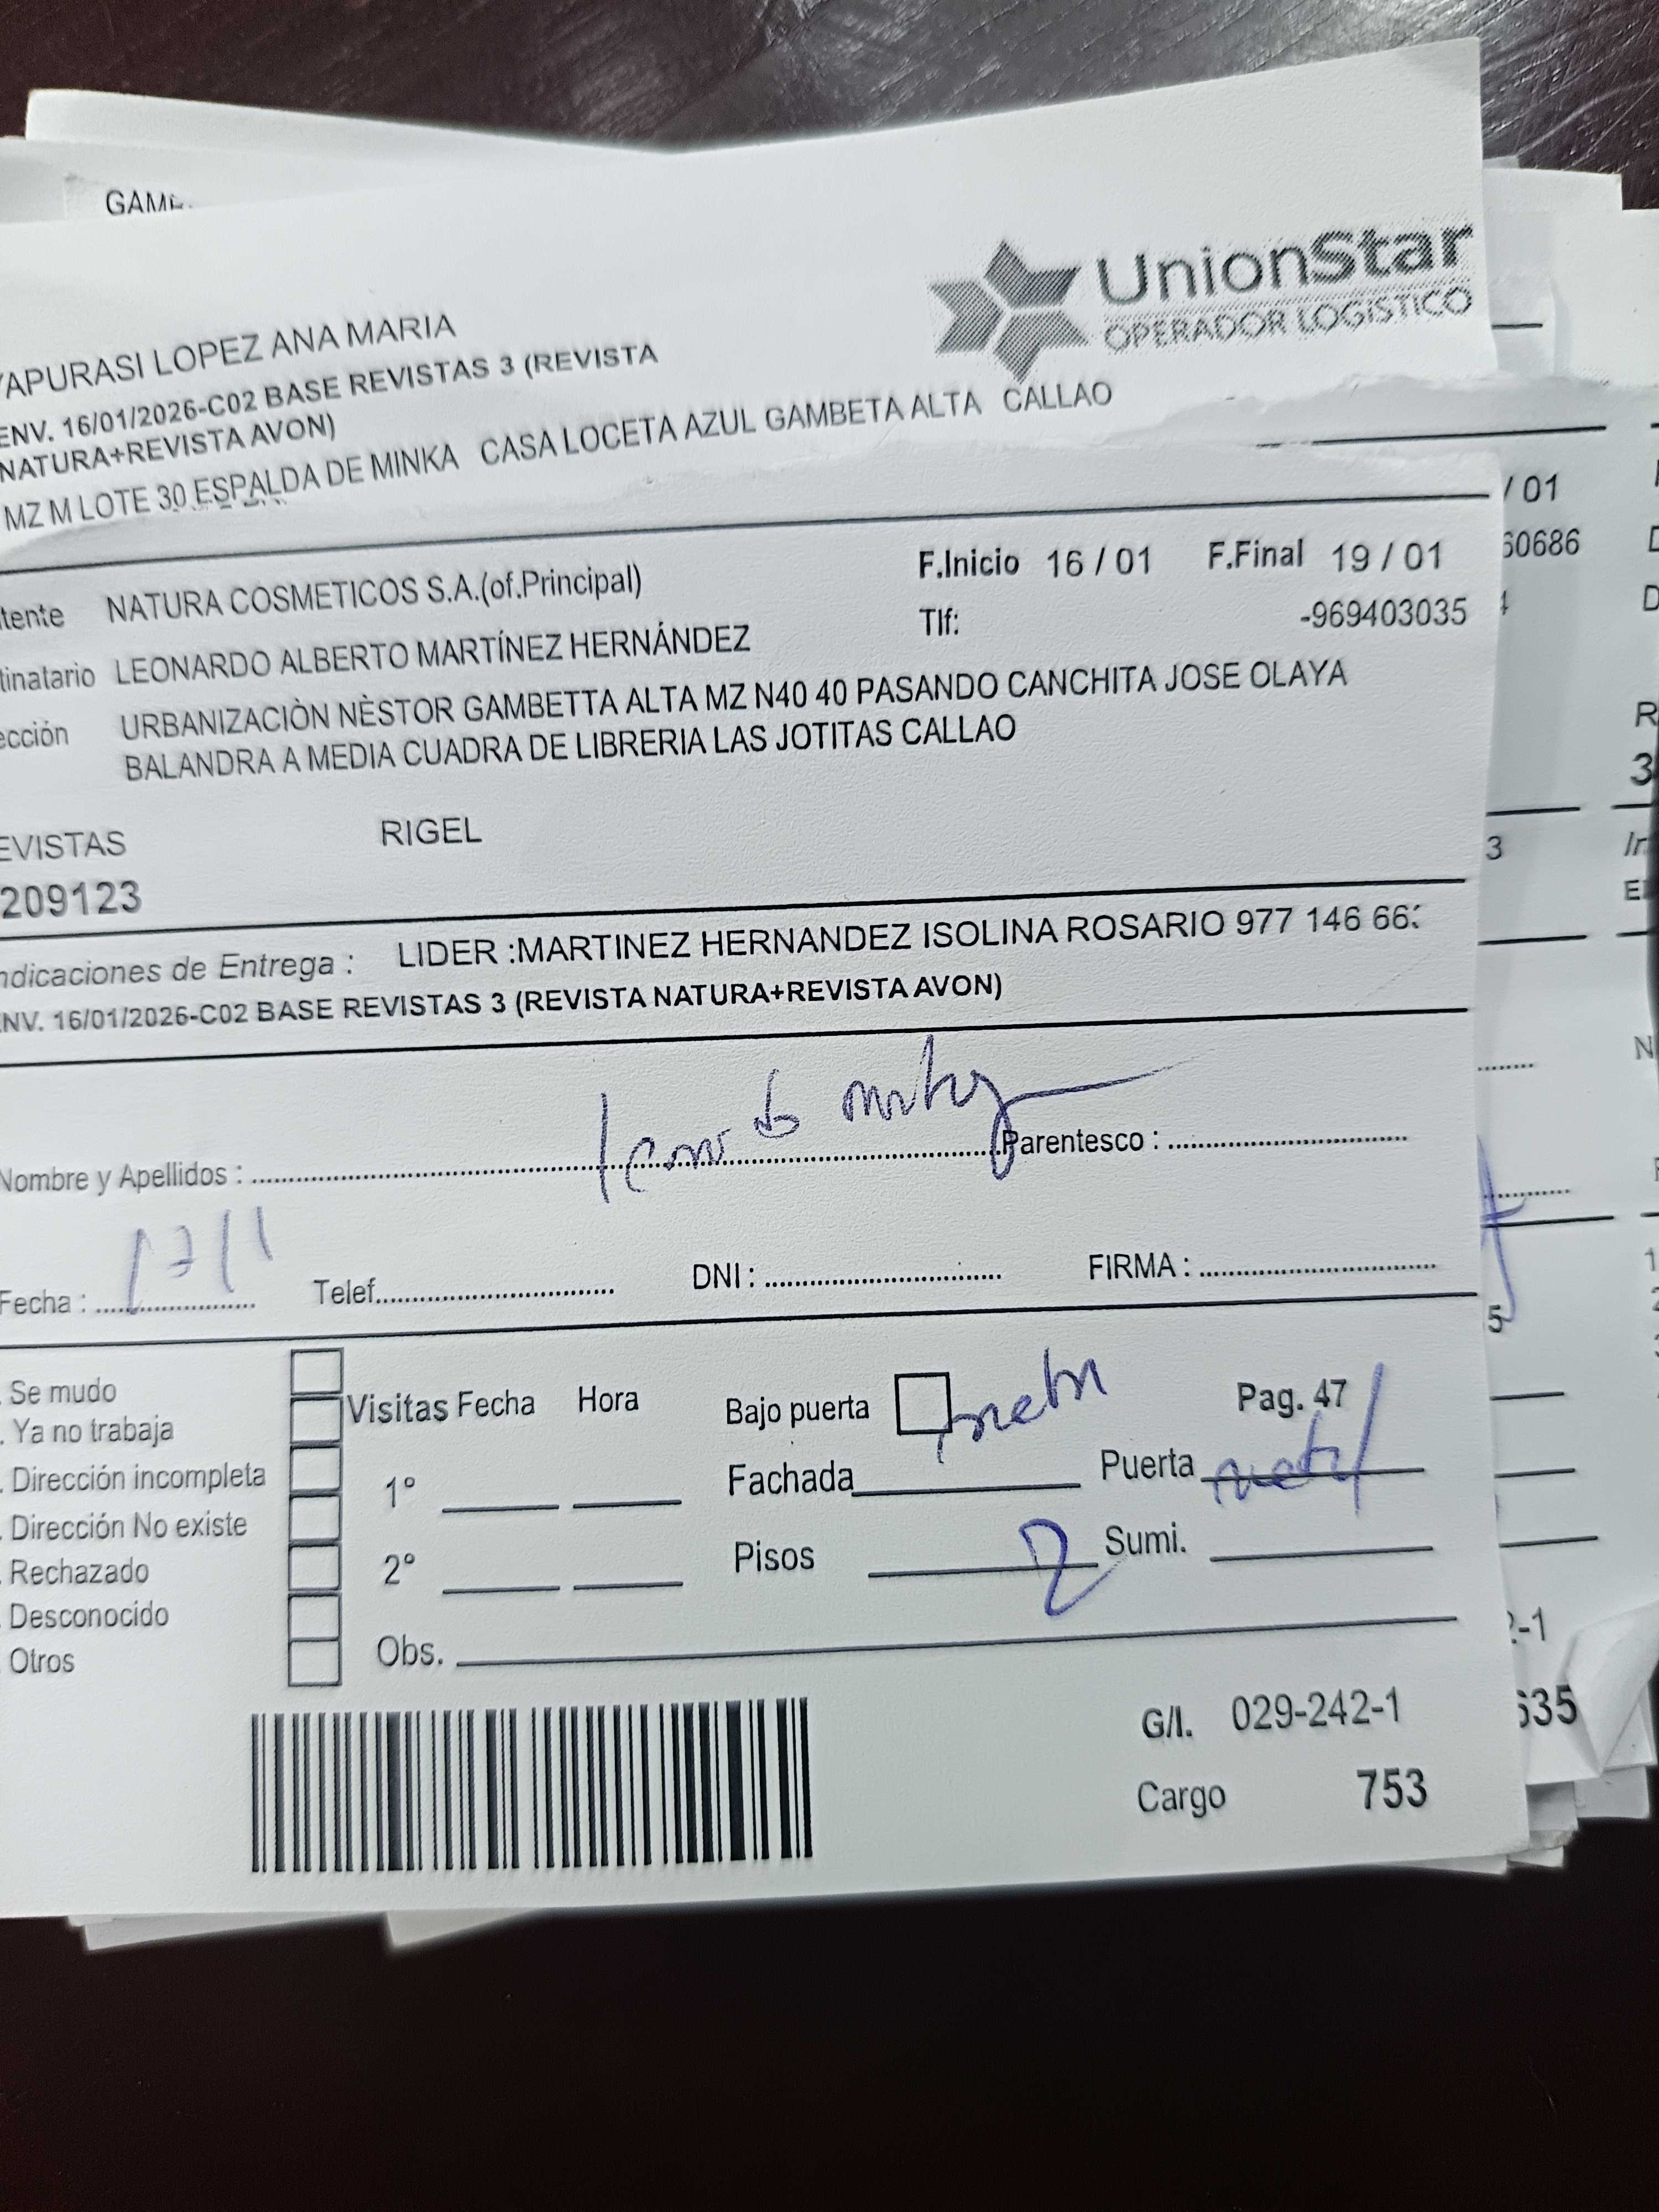 UnionStar
OPERADOR LOGISTICO
APURASI LOPEZ ANA MARIA
ENV. 16/01/2026-C02 BASE REVISTAS 3 (REVISTA
NATURA+REVISTA AVON)
MZ M LOTE 30 ESPALDA DE MINKA CASA LOCETA AZUL GAMBETA ALTA CALLAO
/ 01
60686
tente NATURA COSMETICOS S.A.(of.Principal) F.Inicio 16 / 01 F.Final 19 / 01
tinatario LEONARDO ALBERTO MARTÍNEZ HERNÁNDEZ Tlf: -969403035
ección URBANIZACIÒN NÈSTOR GAMBETTA ALTA MZ N40 40 PASANDO CANCHITA JOSE OLAYA
BALANDRA A MEDIA CUADRA DE LIBRERIA LAS JOTITAS CALLAO
EVISTAS RIGEL
209123
ndicaciones de Entrega : LIDER :MARTINEZ HERNANDEZ ISOLINA ROSARIO 977 146 66
NV. 16/01/2026-C02 BASE REVISTAS 3 (REVISTA NATURA+REVISTA AVON)
Nombre y Apellidos : Parentesco :
Fecha : 17/1 Telef. DNI : FIRMA :
Se mudo
Ya no trabaja
Dirección incompleta
Dirección No existe
Rechazado
Desconocido
Otros
Visitas Fecha Hora Bajo puerta Pag. 47
1° Fachada Puerta
2° Pisos 2 Sumi.
Obs.
G/I. 029-242-1
Cargo 753
635